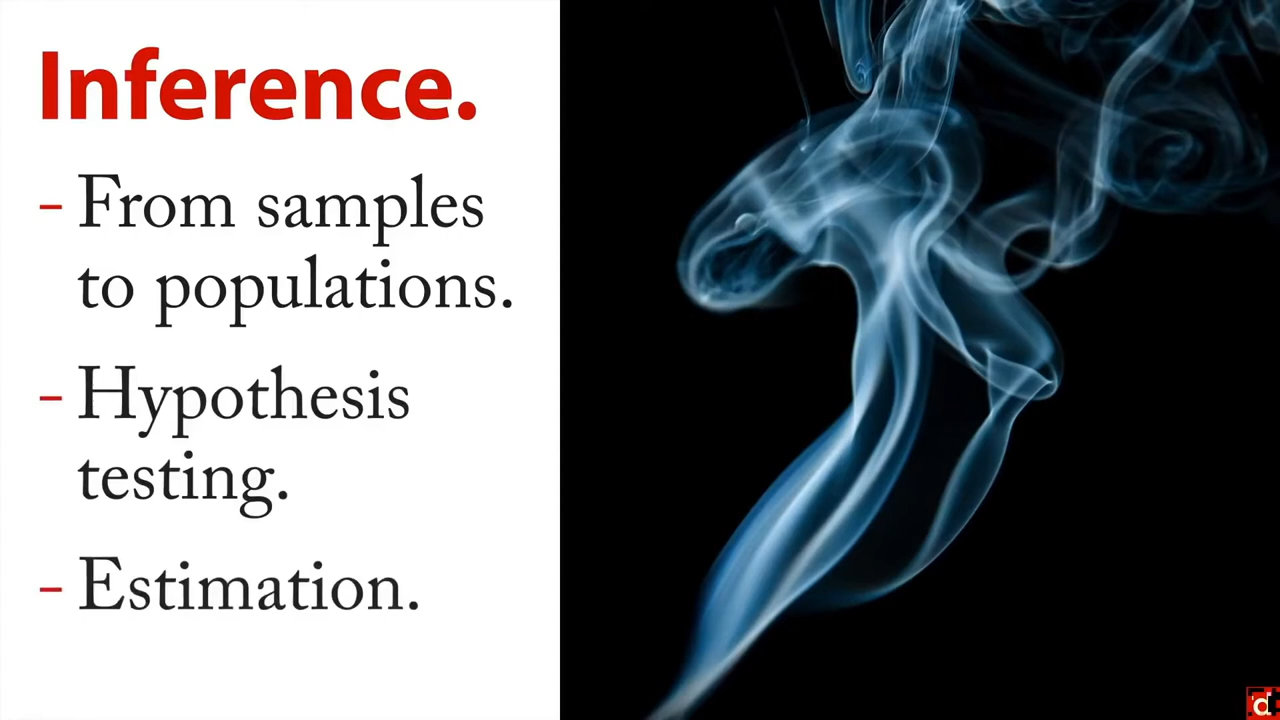 Inference.
– From samples
to populations.
– Hypothesis
testing.
– Estimation.
d